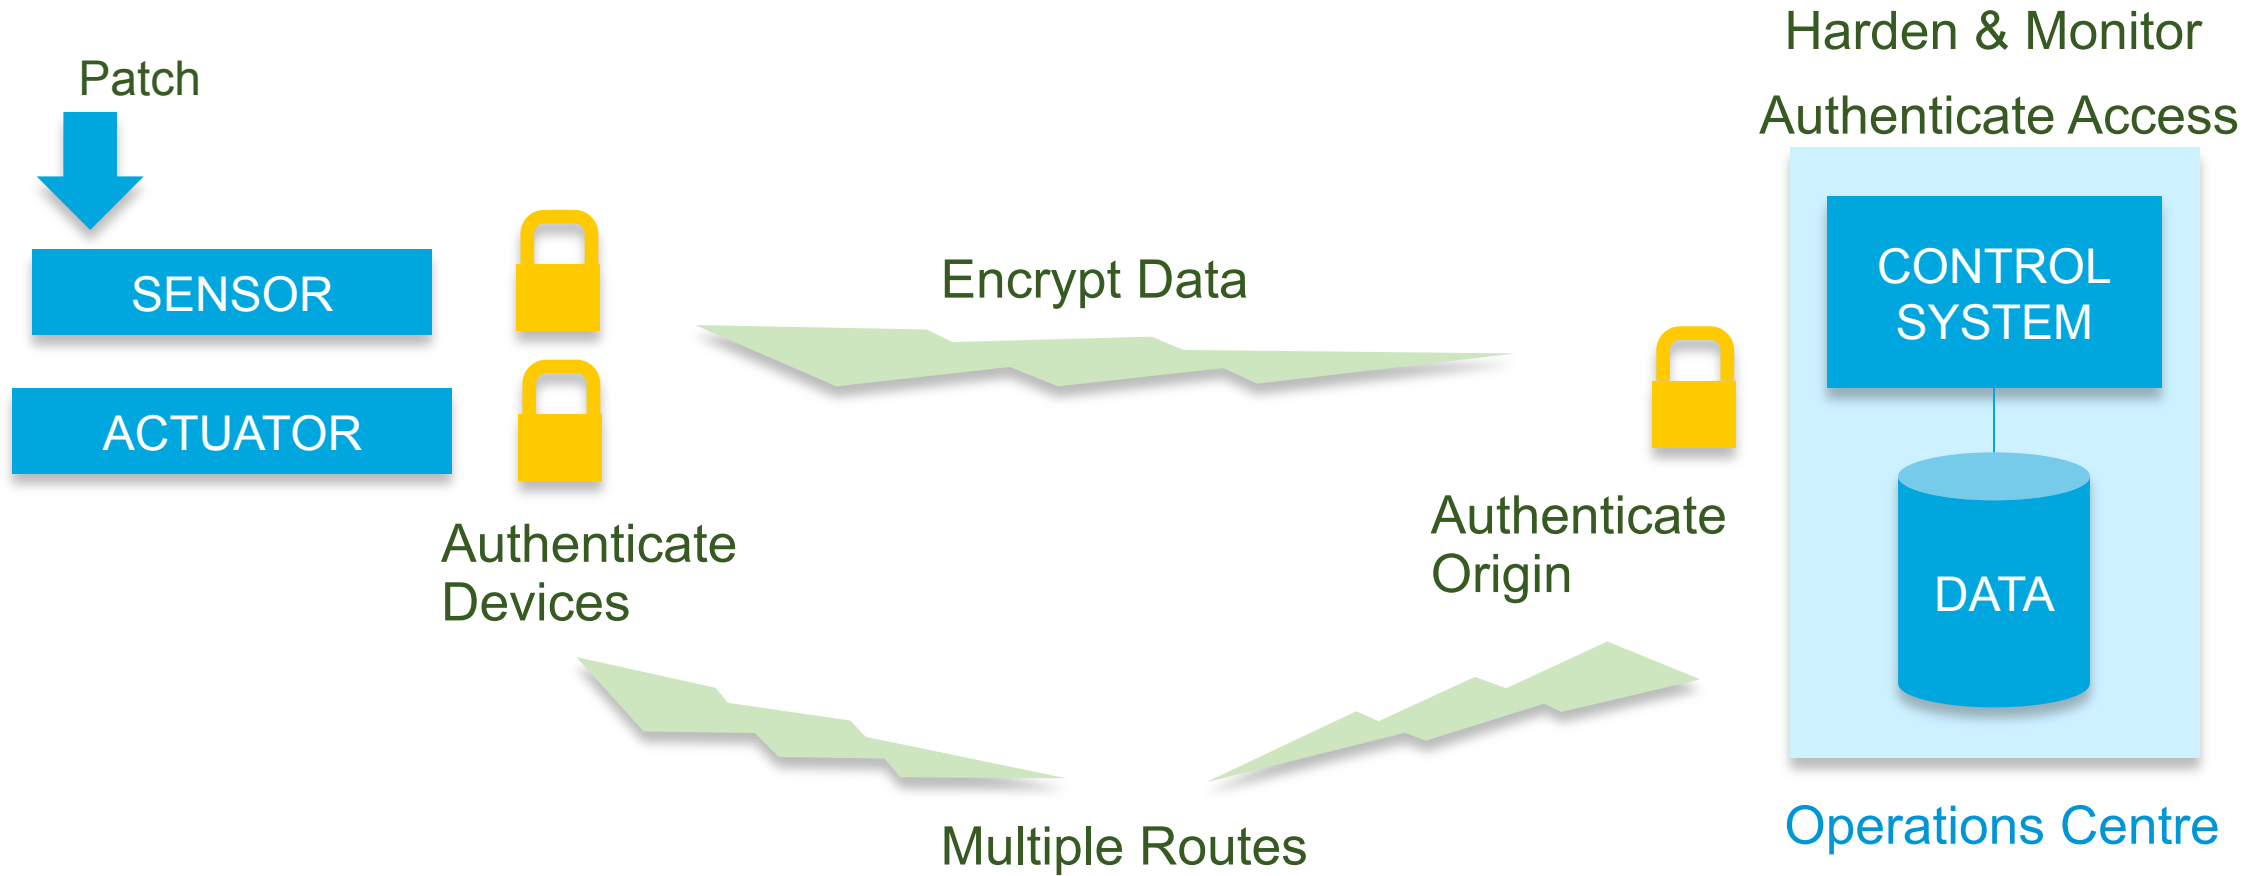 Harden & Monitor
Patch
Authenticate Access
SENSOR
Encrypt Data
CONTROL
SYSTEM
ACTUATOR
Authenticate
Devices
Authenticate
Origin
DATA
Multiple Routes
Operations Centre